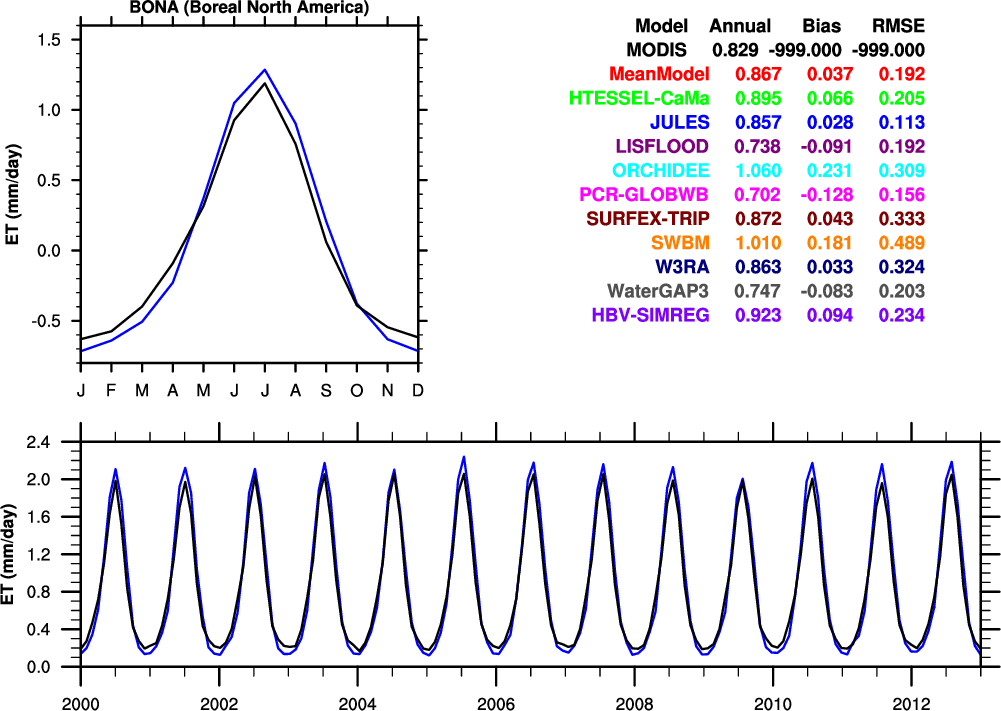 BONA (Boreal North America)
1.5
1.0
0.5
0.0
-0.5
ET (mm/day)
J F M A M J J A S O N D
Model Annual Bias RMSE
MODIS 0.829 -999.000 -999.000
MeanModel 0.867 0.037 0.192
HTESSEL-CaMa 0.895 0.066 0.205
JULES 0.857 0.028 0.113
LISFLOOD 0.738 -0.091 0.192
ORCHIDEE 1.060 0.231 0.309
PCR-GLOBWB 0.702 -0.128 0.156
SURFEX-TRIP 0.872 0.043 0.333
SWBM 1.010 0.181 0.489
W3RA 0.863 0.033 0.324
WaterGAP3 0.747 -0.083 0.203
HBV-SIMREG 0.923 0.094 0.234
2.4
2.0
1.6
1.2
0.8
0.4
0.0
ET (mm/day)
2000 2002 2004 2006 2008 2010 2012